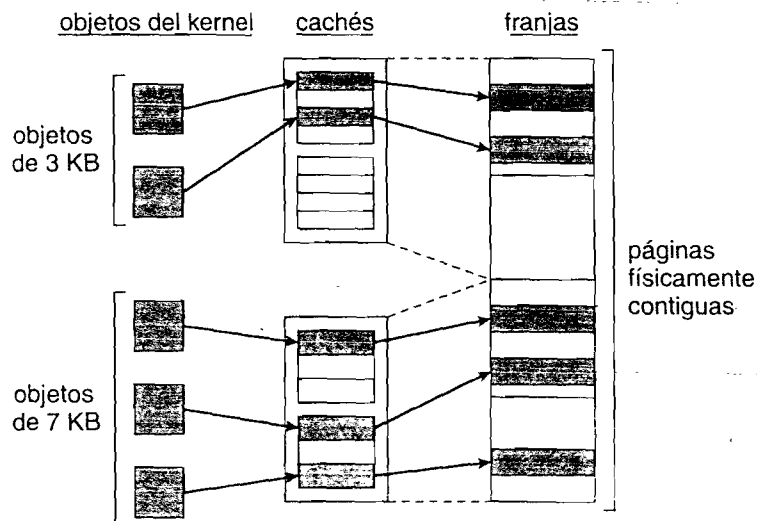 objetos del kernel
cachés
franjas
objetos
de 3 KB
páginas
físicamente
contiguas
objetos
de 7 KB